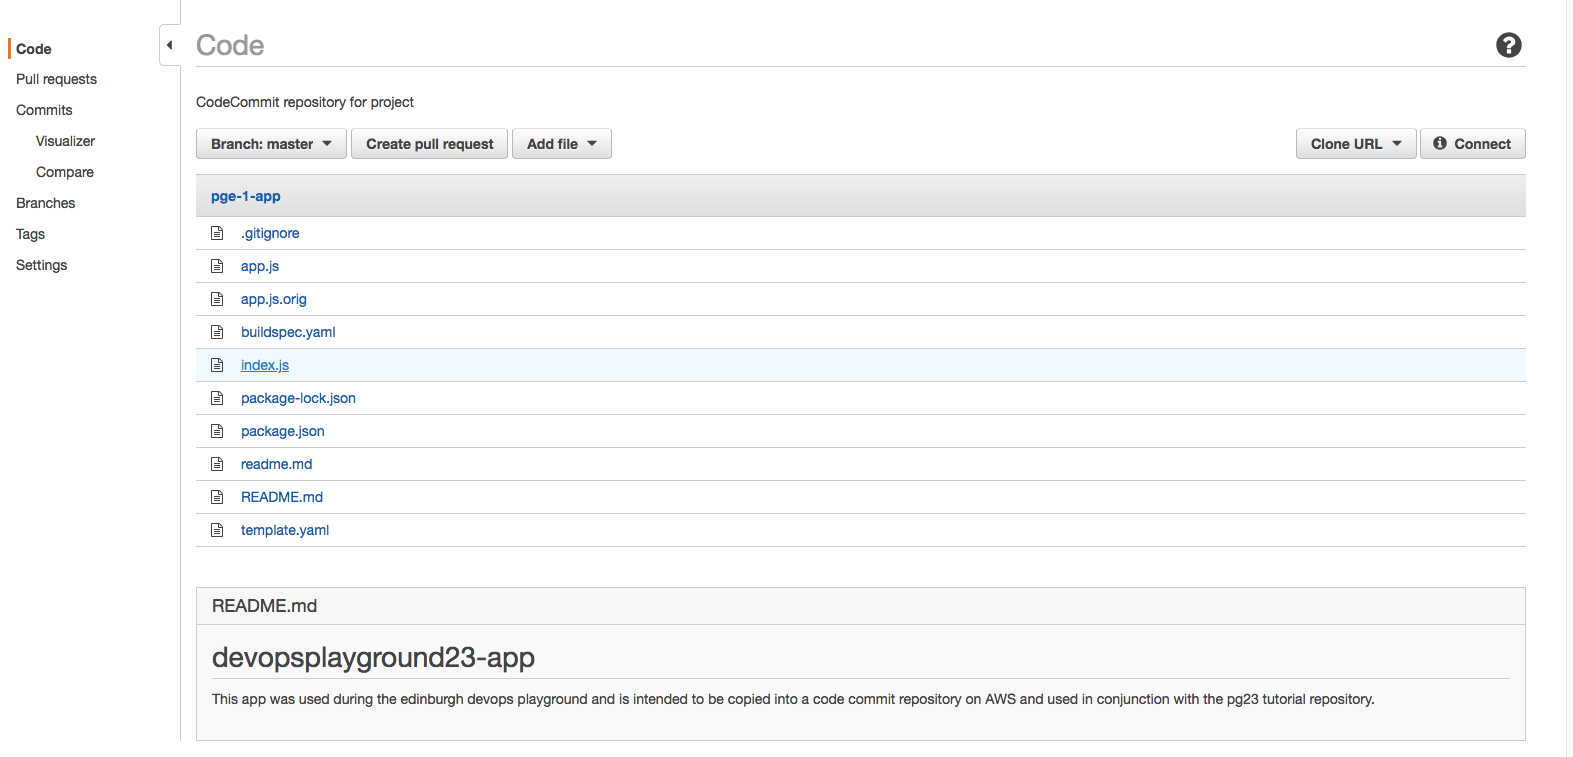 Code
Pull requests
Commits
Visualizer
Compare
Branches
Tags
Settings
Code
CodeCommit repository for project
Branch: master Create pull request Add file Clone URL Connect
pge-1-app
.gitignore
app.js
app.js.orig
buildspec.yaml
index.js
package-lock.json
package.json
readme.md
README.md
template.yaml
README.md
devopsplayground23-app
This app was used during the edinburgh devops playground and is intended to be copied into a code commit repository on AWS and used in conjunction with the pg23 tutorial repository.